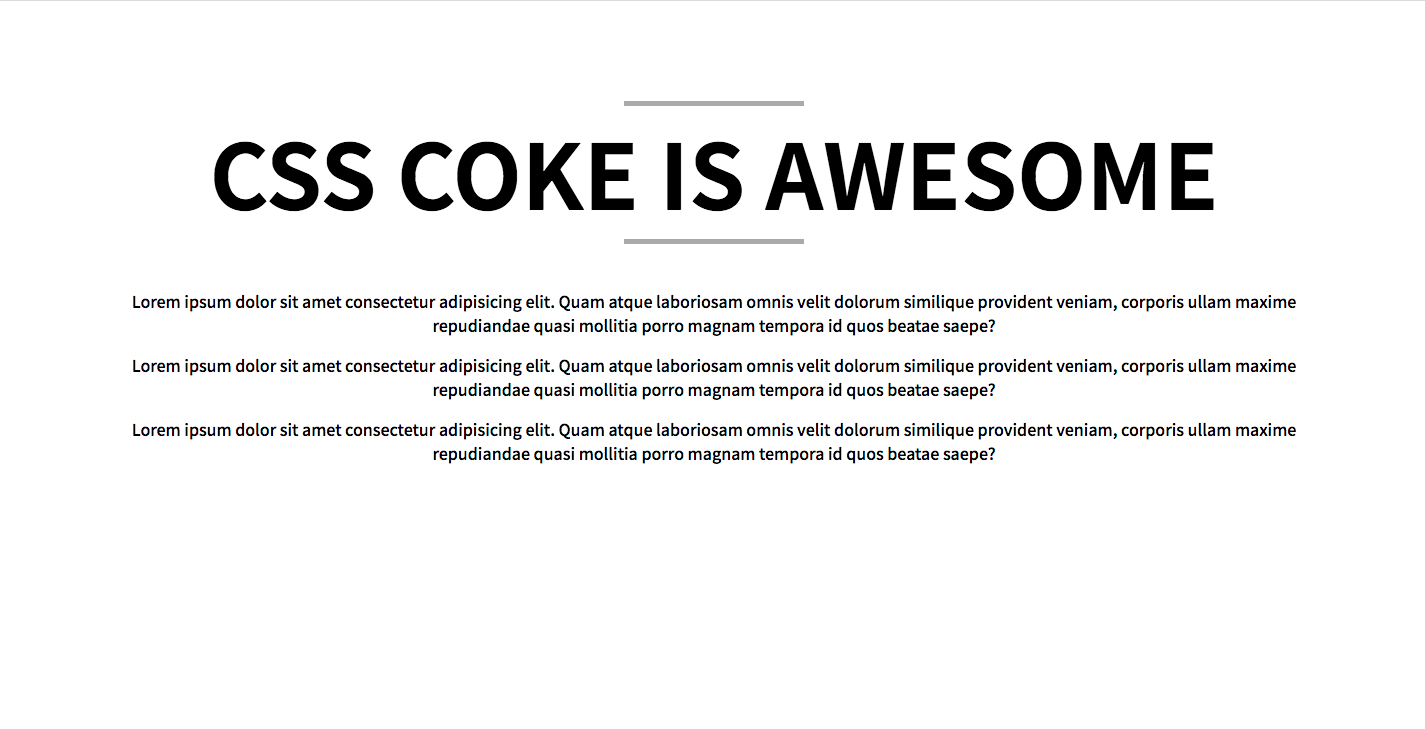 CSS COKE IS AWESOME
Lorem ipsum dolor sit amet consectetur adipisicing elit. Quam atque laboriosam omnis velit dolorum similique provident veniam, corporis ullam maxime
repudiandae quasi mollitia porro magnam tempora id quos beatae saepe?
Lorem ipsum dolor sit amet consectetur adipisicing elit. Quam atque laboriosam omnis velit dolorum similique provident veniam, corporis ullam maxime
repudiandae quasi mollitia porro magnam tempora id quos beatae saepe?
Lorem ipsum dolor sit amet consectetur adipisicing elit. Quam atque laboriosam omnis velit dolorum similique provident veniam, corporis ullam maxime
repudiandae quasi mollitia porro magnam tempora id quos beatae saepe?